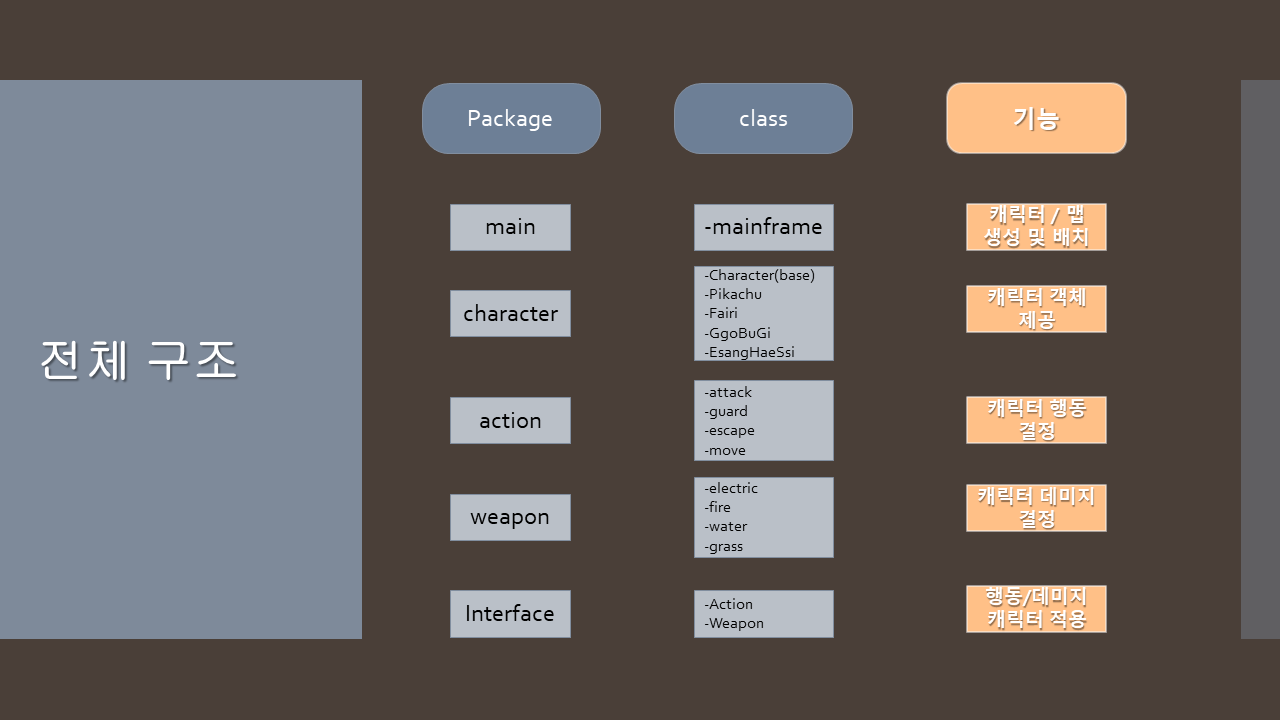 전체 구조
Package
class
기능
main
-mainframe
캐릭터 / 맵
생성 및 배치
character
-Character(base)
-Pikachu
-Fairi
-GgoBuGi
-EsangHaeSsi
캐릭터 객체
제공
action
-attack
-guard
-escape
-move
캐릭터 행동
결정
weapon
-electric
-fire
-water
-grass
캐릭터 데미지
결정
Interface
-Action
-Weapon
행동/데미지
캐릭터 적용